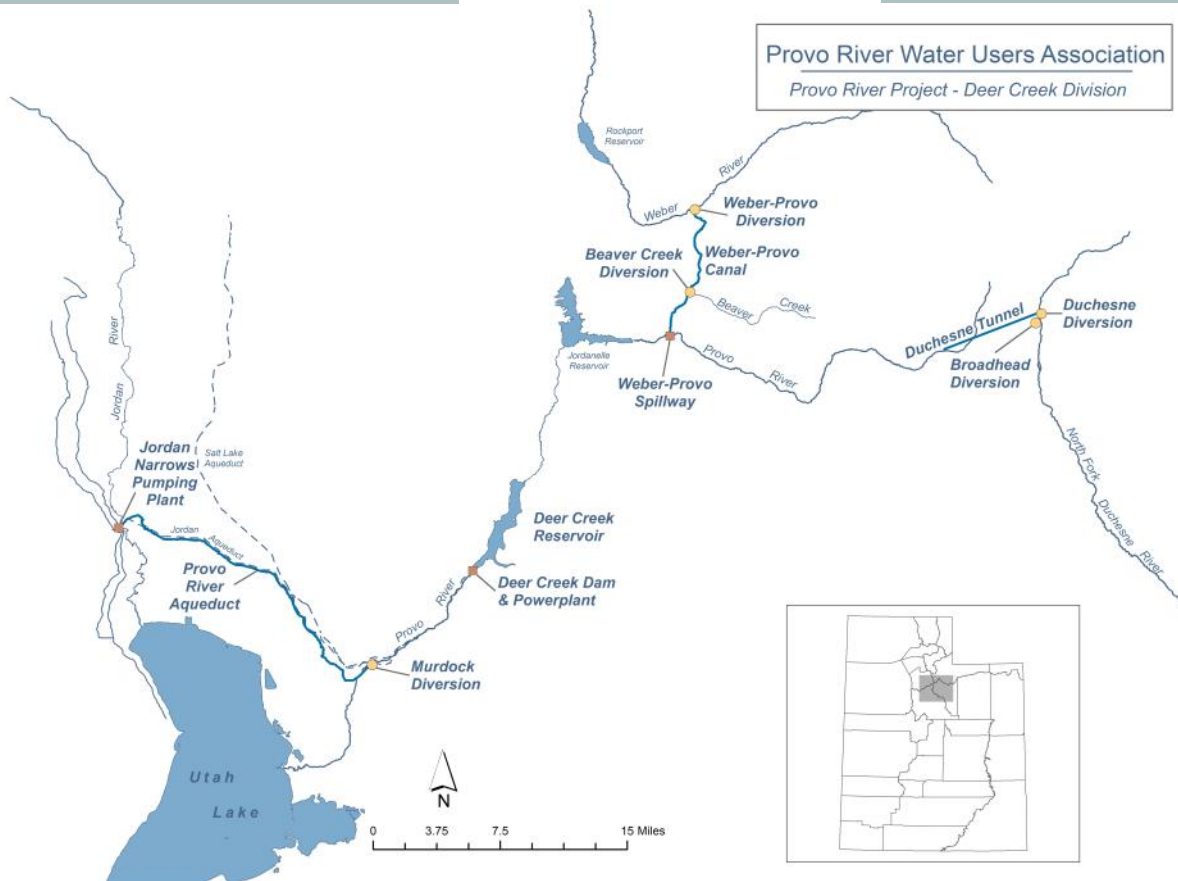 Provo River Water Users Association
Provo River Project - Deer Creek Division
Rockport
Reservoir
River
Weber
Weber-Provo
Diversion
Beaver Creek
Diversion
Weber-Provo
Canal
Beaver
Creek
Duchesne Tunnel
Duchesne
Diversion
Broadhead
Diversion
Jordanelle
Reservoir
Provo
River
Weber-Provo
Spillway
River
Jordan
Jordan
Narrows
Pumping
Plant
Salt Lake
Aqueduct
North Fork
Duchesne
River
Deer Creek
Reservoir
Jordan
Aqueduct
Provo
River
Aqueduct
Deer Creek Dam
& Powerplant
Provo
River
Murdock
Diversion
Utah
Lake
N
0 3.75 7.5 15 Miles